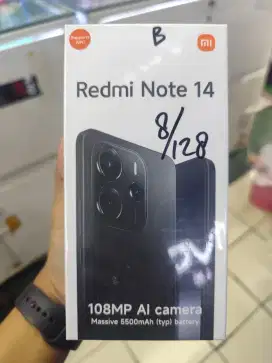 B
Redmi Note 14
8/128
108MP AI camera
Massive 5500mAh (typ) battery